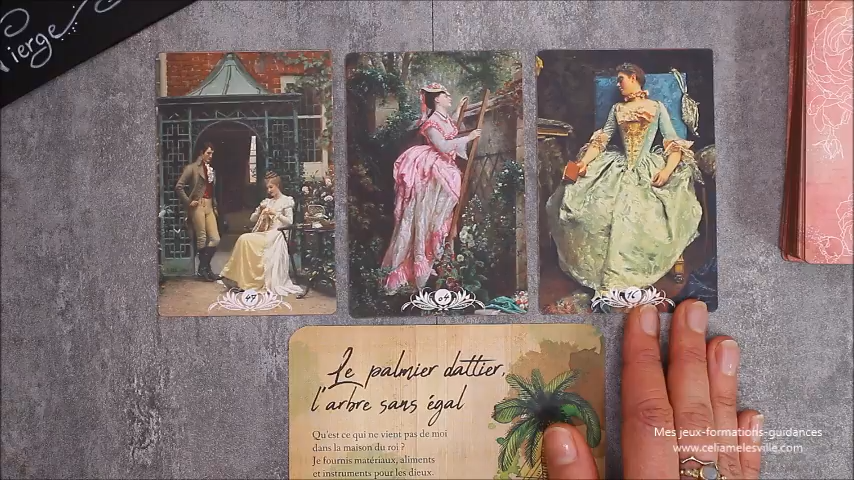 Vierge
47
Le palmier dattier,
l'arbre sans égal
Qu'est ce qui ne vient pas de moi
dans la maison du roi ?
Je fournis matériaux, aliments
et instruments pour les dieux.
Mes jeux-formations-guidances
www.celiamelesville.com